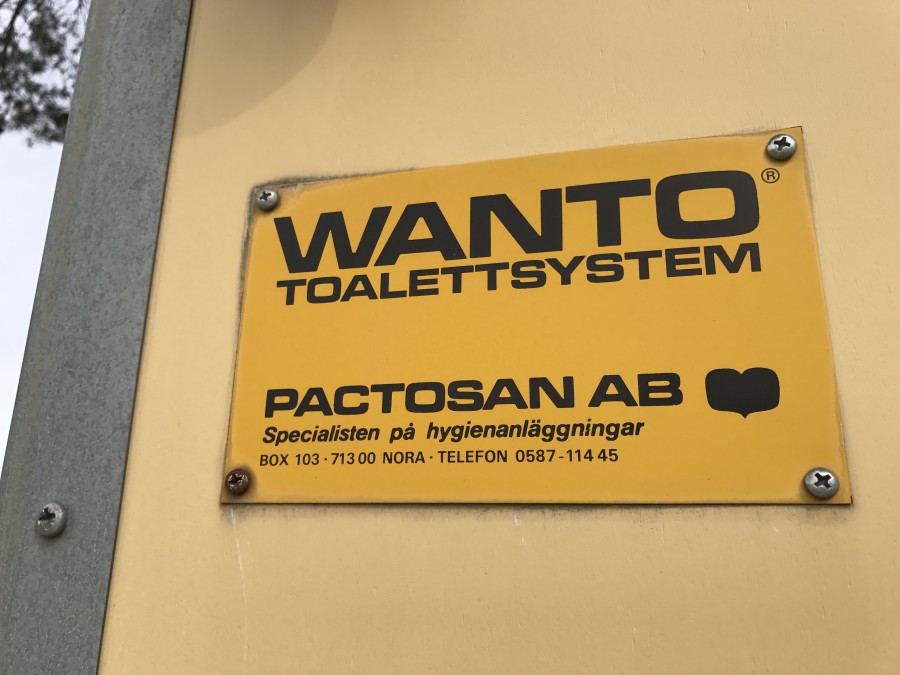 WANTO®
TOALETTSYSTEM
PACTOSAN AB
Specialisten på hygienanläggningar
BOX 103 · 713 00 NORA · TELEFON 0587-114 45